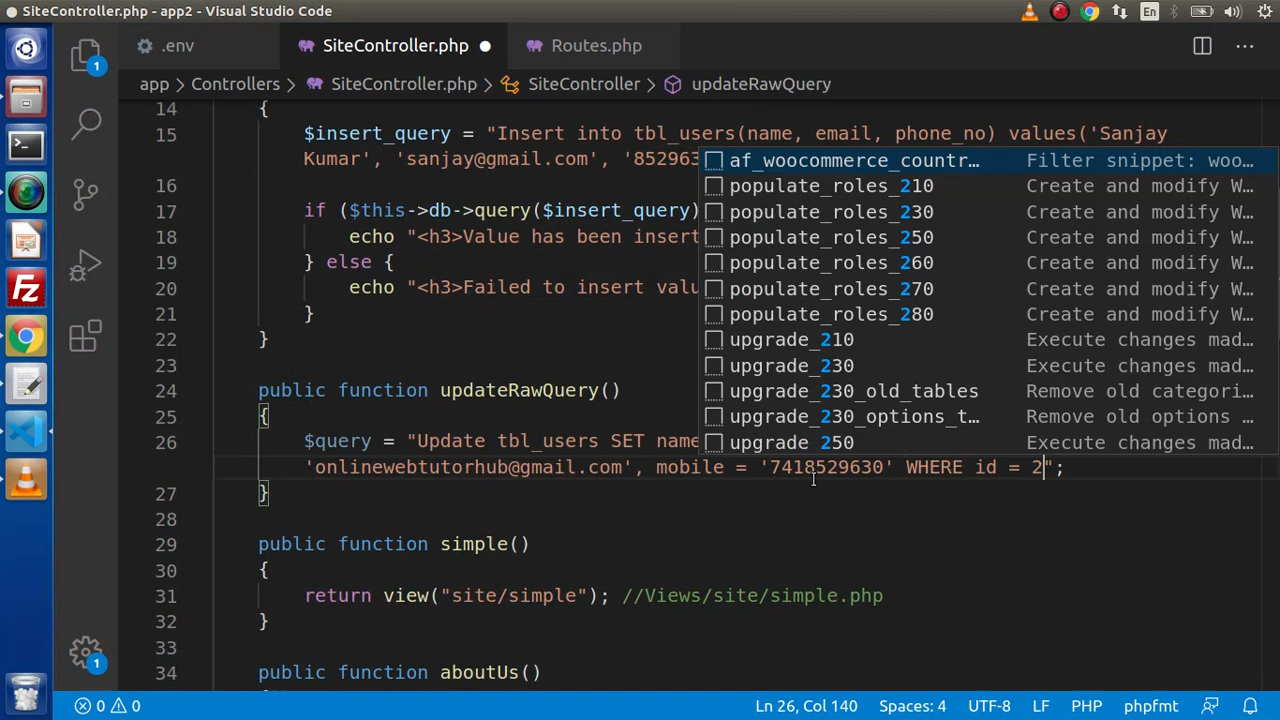 SiteController.php - app2 - Visual Studio Code
En
.env
SiteController.php
Routes.php
app > Controllers > SiteController.php > SiteController > updateRawQuery
14 {
15 $insert_query = "Insert into tbl_users(name, email, phone_no) values('Sanjay
Kumar', 'sanjay@gmail.com', '852963
16
17 if ($this->db->query($insert_query)
18 echo "<h3>Value has been insert
19 } else {
20 echo "<h3>Failed to insert valu
21 }
22 }
23
24 public function updateRawQuery()
25 {
26 $query = "Update tbl_users SET name
'onlinewebtutorhub@gmail.com', mobile = '7418529630' WHERE id = 2";
27 }
28
29 public function simple()
30 {
31 return view("site/simple"); //Views/site/simple.php
32 }
33
34 public function aboutUs()
af_woocommerce_countr… Filter snippet: woo…
populate_roles_210 Create and modify W…
populate_roles_230 Create and modify W…
populate_roles_250 Create and modify W…
populate_roles_260 Create and modify W…
populate_roles_270 Create and modify W…
populate_roles_280 Create and modify W…
upgrade_210 Execute changes mad…
upgrade_230 Execute changes mad…
upgrade_230_old_tables Remove old categori…
upgrade_230_options_t… Remove old options …
upgrade_250 Execute changes mad…
1
1
0 0 Ln 26, Col 140 Spaces: 4 UTF-8 LF PHP phpfmt